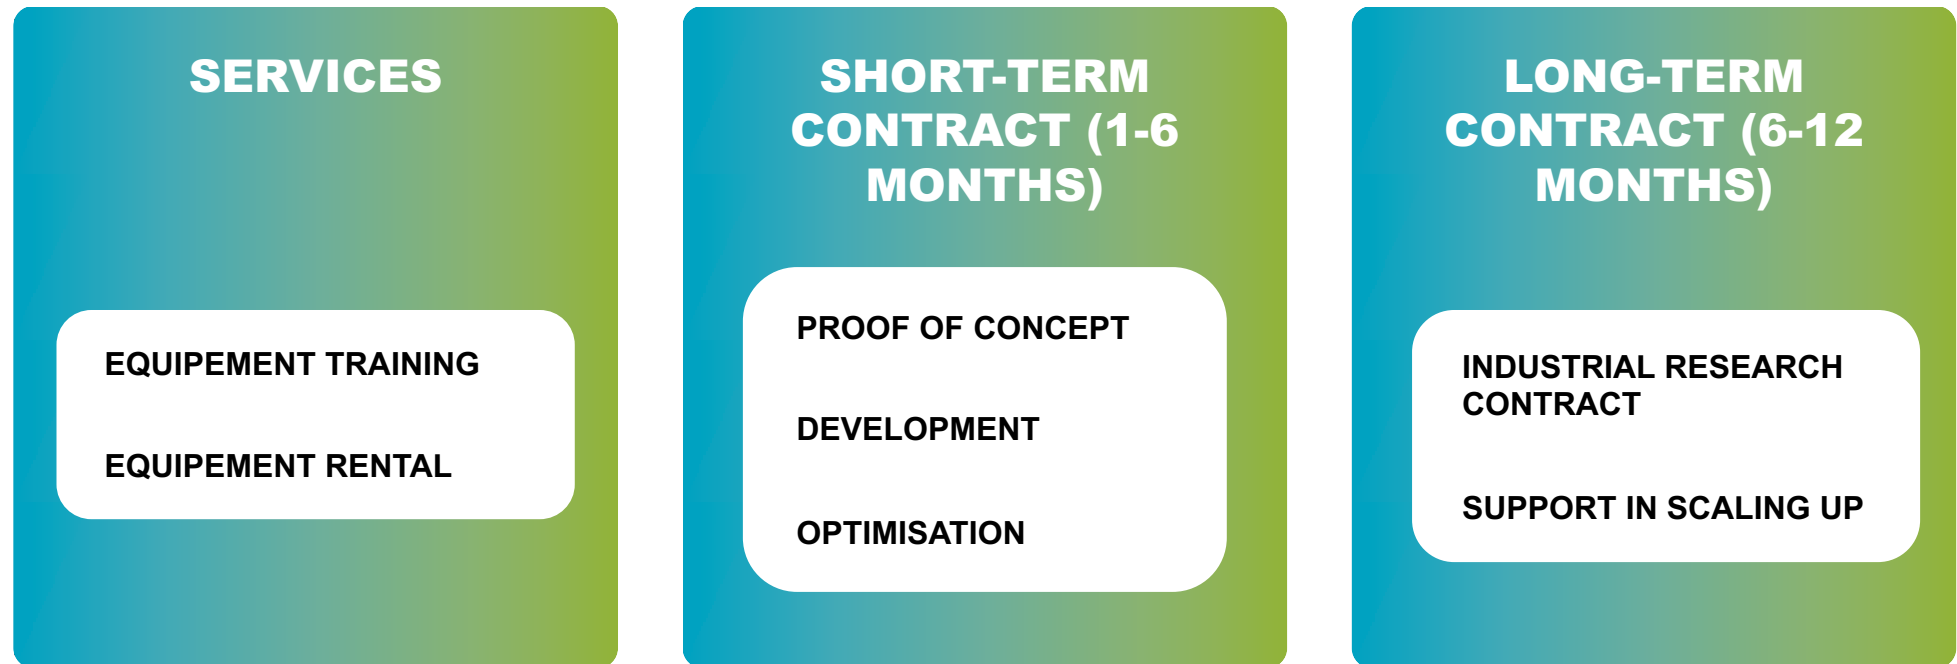 SERVICES
EQUIPEMENT TRAINING
EQUIPEMENT RENTAL
SHORT-TERM
CONTRACT (1-6
MONTHS)
PROOF OF CONCEPT
DEVELOPMENT
OPTIMISATION
LONG-TERM
CONTRACT (6-12
MONTHS)
INDUSTRIAL RESEARCH
CONTRACT
SUPPORT IN SCALING UP